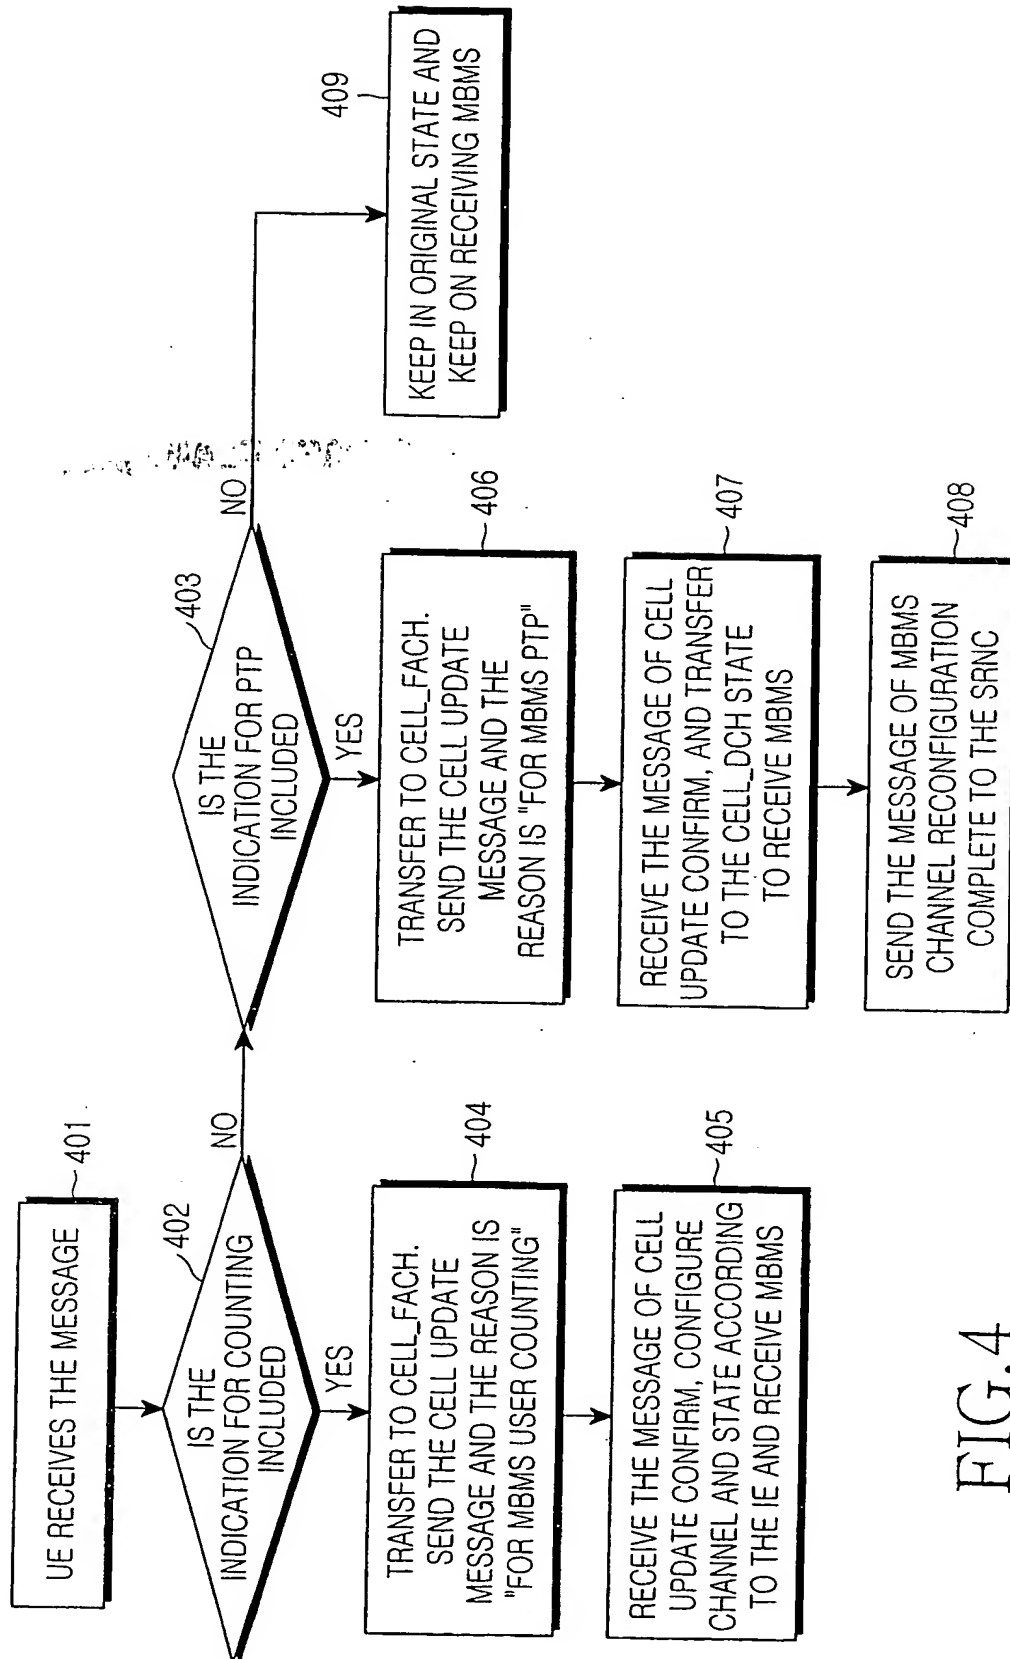 401
UE RECEIVES THE MESSAGE
402
IS THE
INDICATION FOR COUNTING
INCLUDED
NO
YES
403
IS THE
INDICATION FOR PTP
INCLUDED
NO
YES
404
TRANSFER TO CELL_FACH.
SEND THE CELL UPDATE
MESSAGE AND THE REASON IS
"FOR MBMS USER COUNTING"
405
RECEIVE THE MESSAGE OF CELL
UPDATE CONFIRM, CONFIGURE
CHANNEL AND STATE ACCORDING
TO THE IE AND RECEIVE MBMS
406
TRANSFER TO CELL_FACH.
SEND THE CELL UPDATE
MESSAGE AND THE
REASON IS "FOR MBMS PTP"
407
RECEIVE THE MESSAGE OF CELL
UPDATE CONFIRM, AND TRANSFER
TO THE CELL_DCH STATE
TO RECEIVE MBMS
408
SEND THE MESSAGE OF MBMS
CHANNEL RECONFIGURATION
COMPLETE TO THE SRNC
409
KEEP IN ORIGINAL STATE AND
KEEP ON RECEIVING MBMS
FIG.4